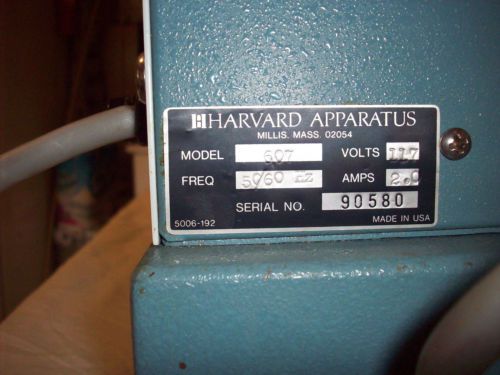 HARVARD APPARATUS
MILLIS. MASS. 02054
MODEL 607 VOLTS 117
FREQ 50/60 Hz AMPS 2.0
SERIAL NO. 90580
5006-192 MADE IN USA